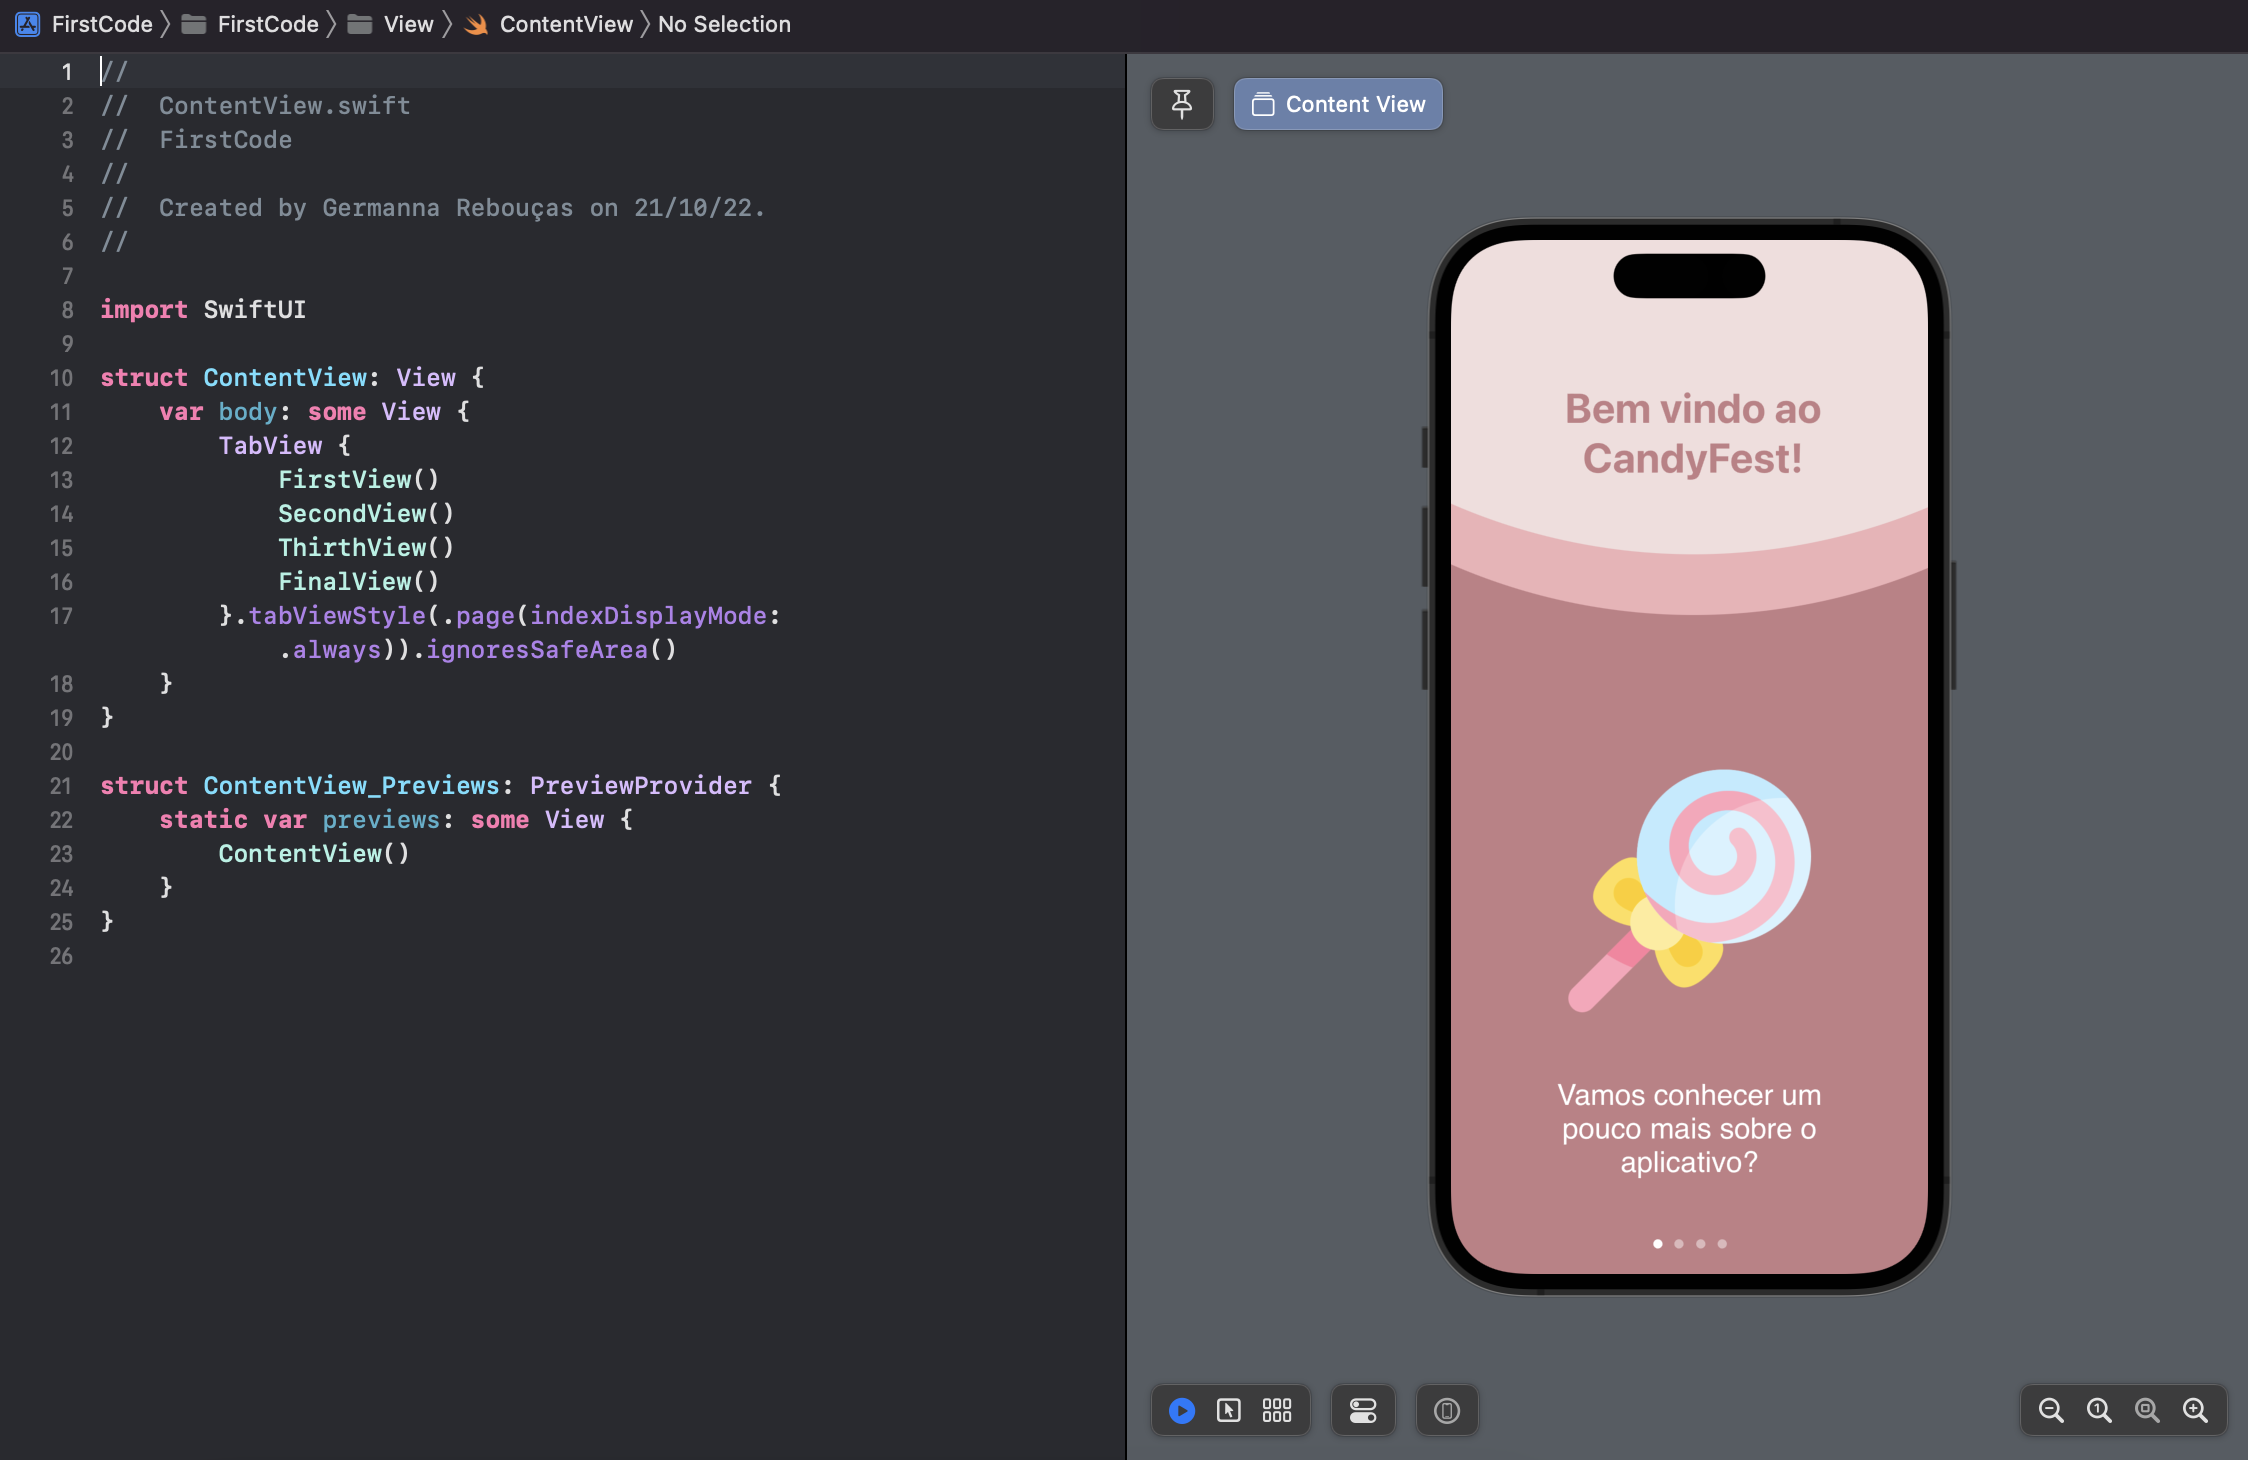 FirstCode FirstCode View ContentView No Selection
1 //
2 //  ContentView.swift
3 //  FirstCode
4 //
5 //  Created by Germanna Rebouças on 21/10/22.
6 //
7
8 import SwiftUI
9
10 struct ContentView: View {
11     var body: some View {
12         TabView {
13             FirstView()
14             SecondView()
15             ThirthView()
16             FinalView()
17         }.tabViewStyle(.page(indexDisplayMode:
            .always)).ignoresSafeArea()
18     }
19 }
20
21 struct ContentView_Previews: PreviewProvider {
22     static var previews: some View {
23         ContentView()
24     }
25 }
26
Content View
Bem vindo ao
CandyFest!
Vamos conhecer um
pouco mais sobre o
aplicativo?
1